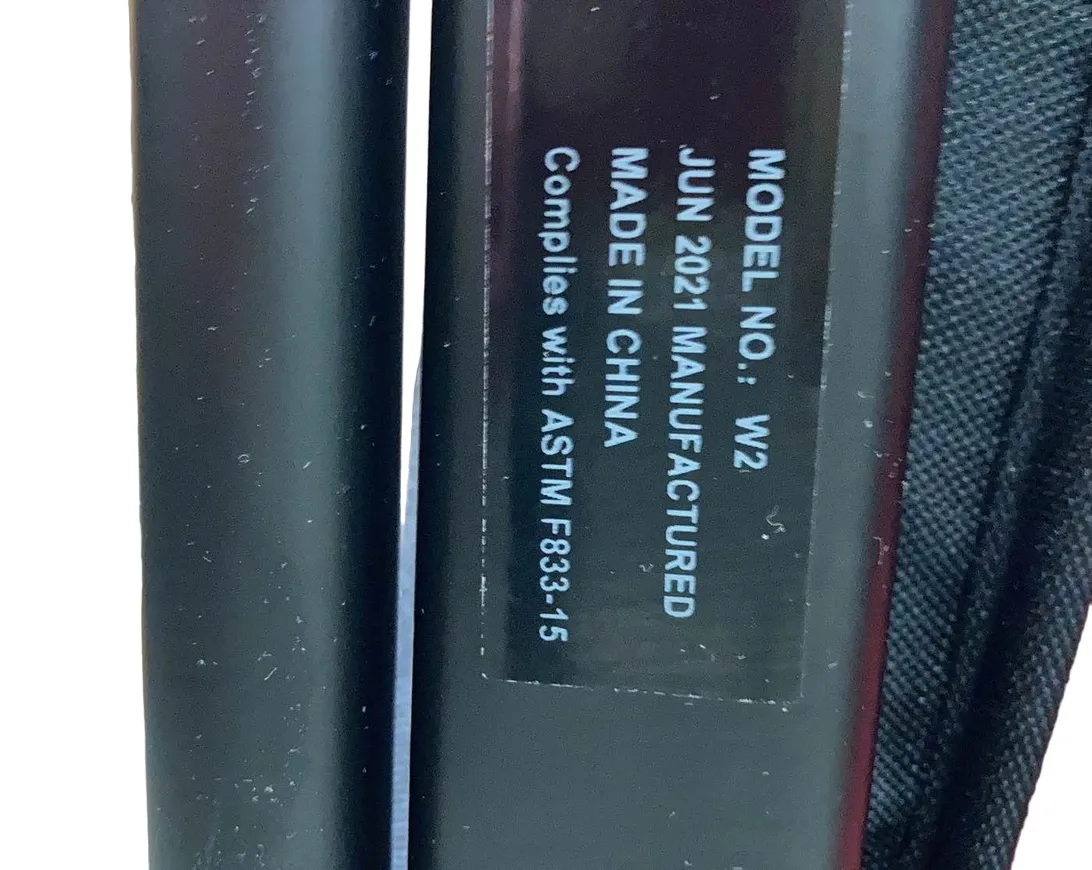 MODEL NO.: W2
JUN 2021 MANUFACTURED
MADE IN CHINA
Complies with ASTM F833-15